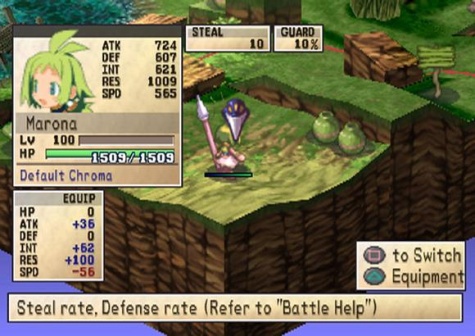 ATK 724
DEF 607
INT 621
RES 1009
SPD 565
STEAL
10
GUARD
10%
Marona
Lv 100
HP 1509/1509
Default Chroma
EQUIP
HP 0
ATK +36
DEF 0
INT +62
RES +100
SPD -56
to Switch
Equipment
Steal rate, Defense rate (Refer to "Battle Help")